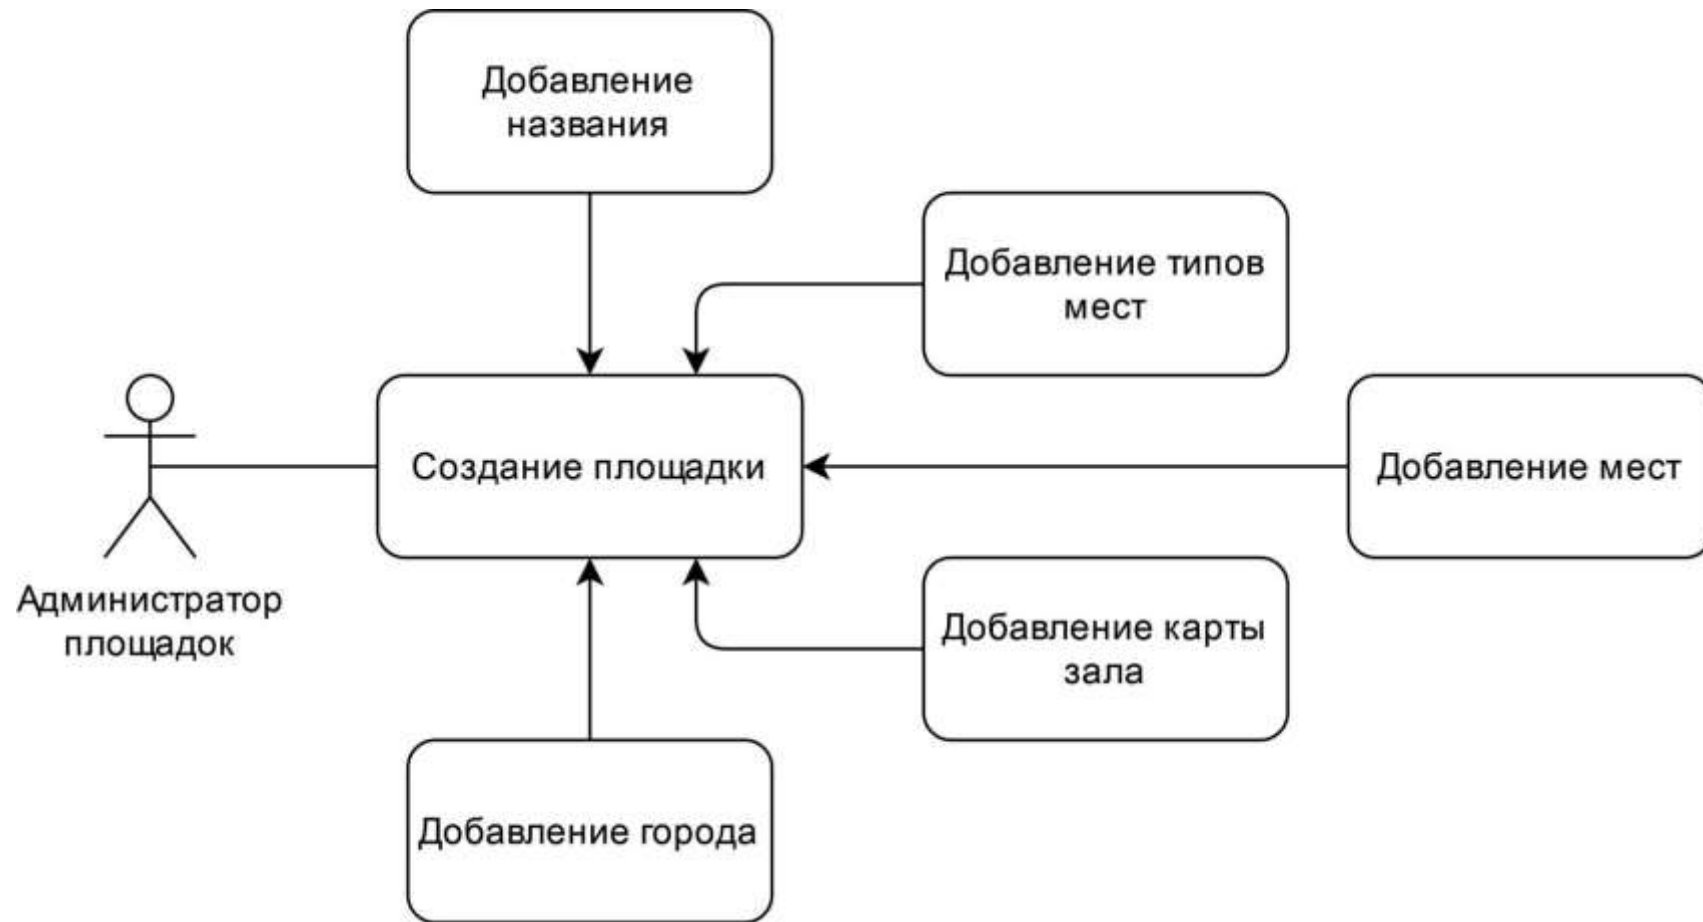 Добавление
названия
Добавление типов
мест
Создание площадки
Добавление мест
Администратор
площадок
Добавление карты
зала
Добавление города